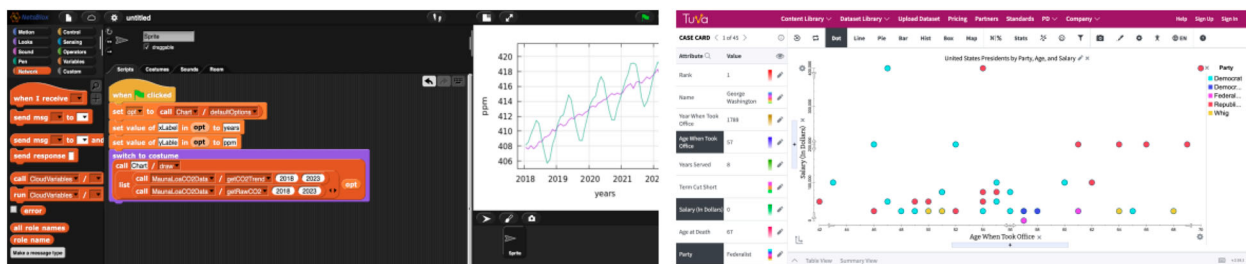 NetsBlox
untitled
Motion
Control
Looks
Sensing
Sound
Operators
Pen
Variables
Network
Custom
Sprite
draggable
Scripts
Costumes
Sounds
Room
when I receive
send msg to
send msg to and
send response
call CloudVariables /
run CloudVariables /
error
all role names
role name
Make a message type
when clicked
set opt to call Chart / defaultOptions
set value of xLabel in opt to years
set value of yLable in opt to ppm
switch to costume
call Chart / draw
list
call MaunaLoaCO2Data / getCO2Trend 2018 2023
call MaunaLoaCO2Data / getRawCO2 2018 2023
opt
420
418
416
414
412
410
408
406
ppm
2018 2019 2020 2021 202
years
Sprite
TuVa
Content Library
Dataset Library
Upload Dataset
Pricing
Partners
Standards
PD
Company
Help
Sign Up
Sign In
CASE CARD
1 of 45
Dot
Line
Pie
Bar
Hist
Box
Map
N|%
Stats
EN
Attribute
Value
Rank
1
Name
George Washington
Year When Took Office
1789
Age When Took Office
57
Years Served
8
Term Cut Short
Salary (In Dollars)
0
Age at Death
67
Party
Federalist
United States Presidents by Party, Age, and Salary
Salary (In Dollars)
Age When Took Office
Party
Democrat
Democr...
Federal...
Republi...
Whig
Table View
Summary View